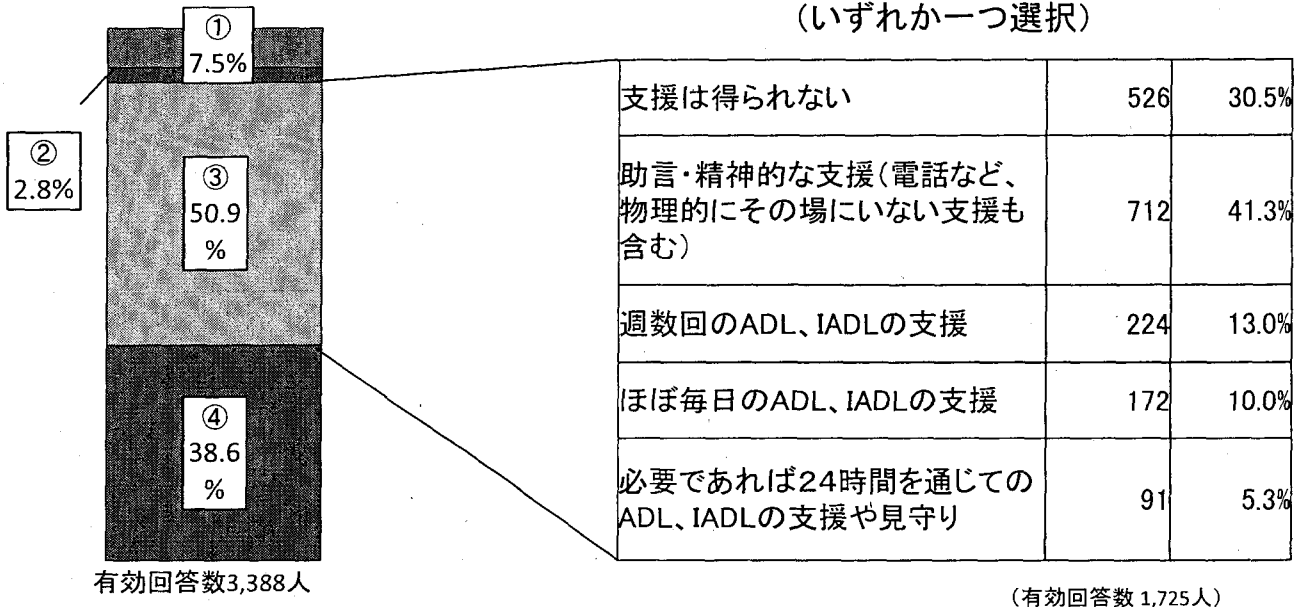 ①
7.5%
②
2.8%
③
50.9
%
④
38.6
%
有効回答数3,388人
(いずれか一つ選択)
支援は得られない 526 30.5%
助言・精神的な支援(電話など、
物理的にその場にいない支援も
含む) 712 41.3%
週数回のADL、IADLの支援 224 13.0%
ほぼ毎日のADL、IADLの支援 172 10.0%
必要であれば24時間を通じての
ADL、IADLの支援や見守り 91 5.3%
(有効回答数 1,725人)